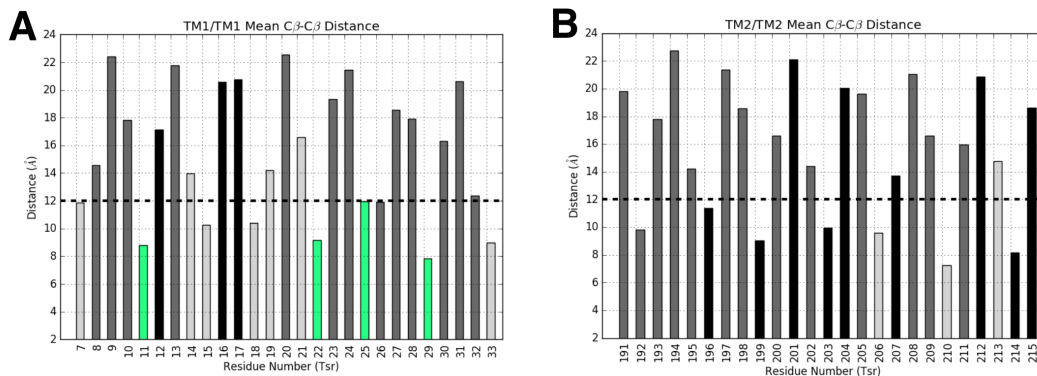 A
TM1/TM1 Mean Cβ-Cβ Distance
24
22
20
18
16
14
12
10
8
6
4
2
Distance (Å)
7 8 9 10 11 12 13 14 15 16 17 18 19 20 21 22 23 24 25 26 27 28 29 30 31 32 33
Residue Number (Tsr)
B
TM2/TM2 Mean Cβ-Cβ Distance
24
22
20
18
16
14
12
10
8
6
4
2
Distance (Å)
191 192 193 194 195 196 197 198 199 200 201 202 203 204 205 206 207 208 209 210 211 212 213 214 215
Residue Number (Tsr)